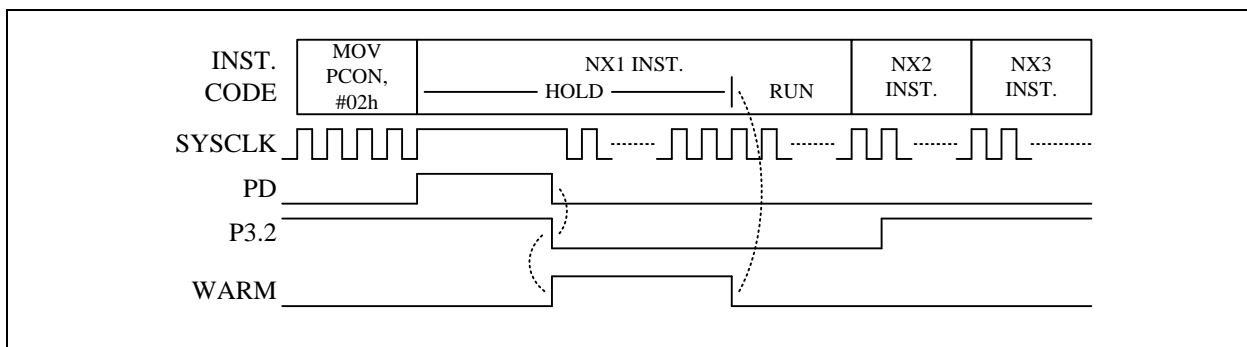 INST.
CODE
MOV
PCON,
#02h
NX1 INST.
HOLD
RUN
NX2
INST.
NX3
INST.
SYSCLK
PD
P3.2
WARM